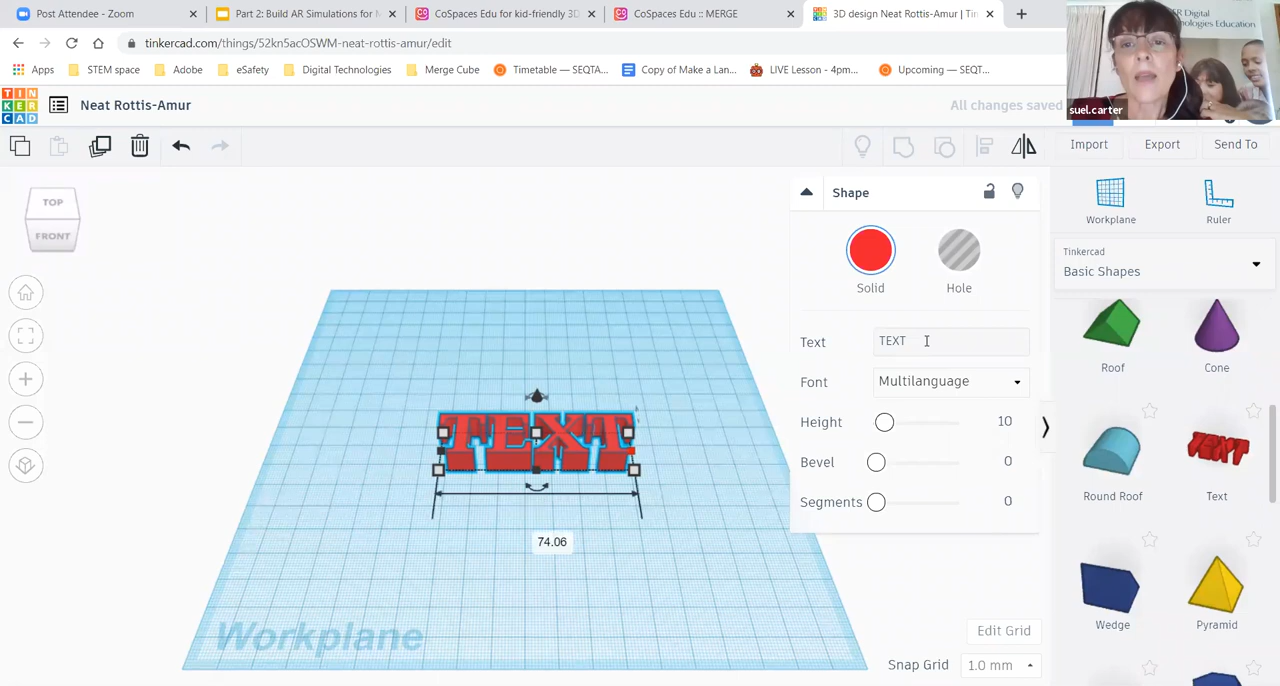 Post Attendee - Zoom
Part 2: Build AR Simulations for M
CoSpaces Edu for kid-friendly 3D
CoSpaces Edu :: MERGE
3D design Neat Rottis-Amur | Tin
tinkercad.com/things/52kn5acOSWM-neat-rottis-amur/edit
Apps
STEM space
Adobe
eSafety
Digital Technologies
Merge Cube
Timetable — SEQTA...
Copy of Make a Lan...
LIVE Lesson - 4pm...
Upcoming — SEQT...
ER Digital
nologies Education
suel.carter
TIN
KER
CAD
Neat Rottis-Amur
All changes saved
Import
Export
Send To
TOP
FRONT
Shape
Solid
Hole
Text
TEXT
Font
Multilanguage
Height
10
Bevel
0
Segments
0
Workplane
Ruler
Tinkercad
Basic Shapes
Roof
Cone
Round Roof
TEXT
Text
Wedge
Pyramid
TEXT
74.06
Workplane
Edit Grid
Snap Grid
1.0 mm